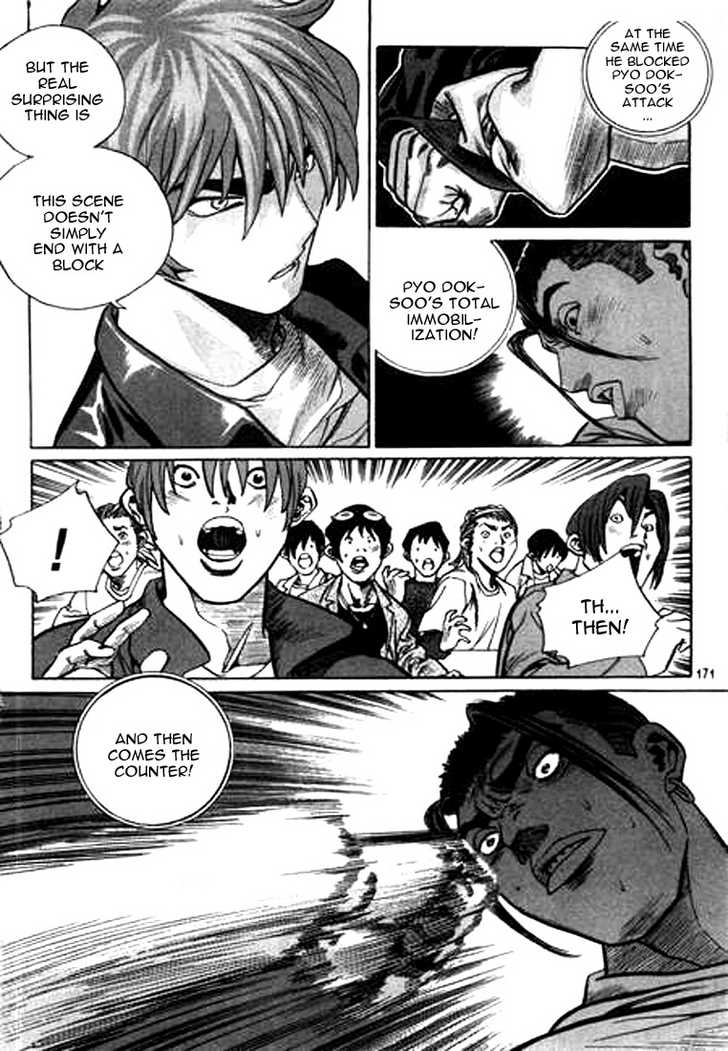 BUT THE
REAL
SURPRISING
THING IS
THIS SCENE
DOESN'T
SIMPLY
END WITH A
BLOCK
AT THE
SAME TIME
HE BLOCKED
PYO DOK-
SOO'S
ATTACK
...
PYO DOK-
SOO'S TOTAL
IMMOBIL-
IZATION!
!
TH...
THEN!
171
AND THEN
COMES THE
COUNTER!